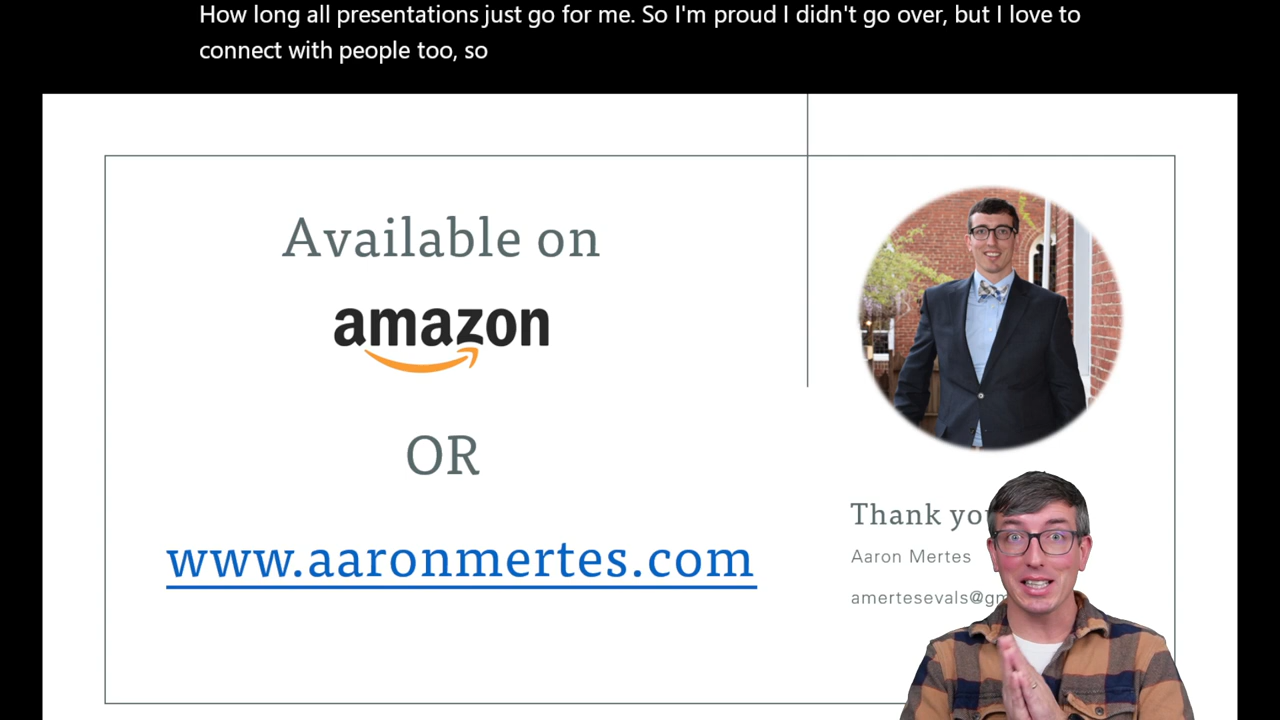 How long all presentations just go for me. So I'm proud I didn't go over, but I love to
connect with people too, so
Available on
amazon
OR
www.aaronmertes.com
Thank yo
Aaron Mertes
amertesevals@gm